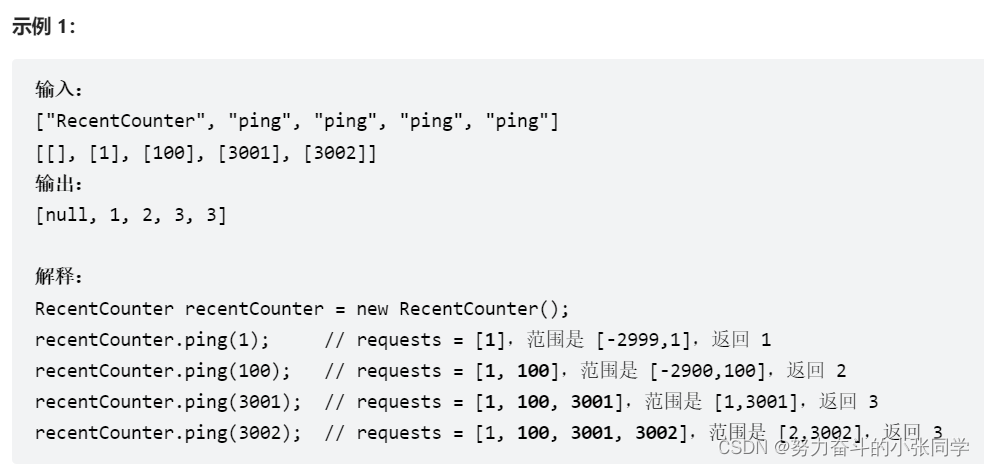 示例 1：
输入：
["RecentCounter", "ping", "ping", "ping", "ping"]
[[], [1], [100], [3001], [3002]]
输出：
[null, 1, 2, 3, 3]
解释：
RecentCounter recentCounter = new RecentCounter();
recentCounter.ping(1);     // requests = [1]，范围是 [-2999,1]，返回 1
recentCounter.ping(100);   // requests = [1, 100]，范围是 [-2900,100]，返回 2
recentCounter.ping(3001);  // requests = [1, 100, 3001]，范围是 [1,3001]，返回 3
recentCounter.ping(3002);  // requests = [1, 100, 3001, 3002]，范围是 [2,3002]，返回 3
CSDN @努力奋斗的小张同学